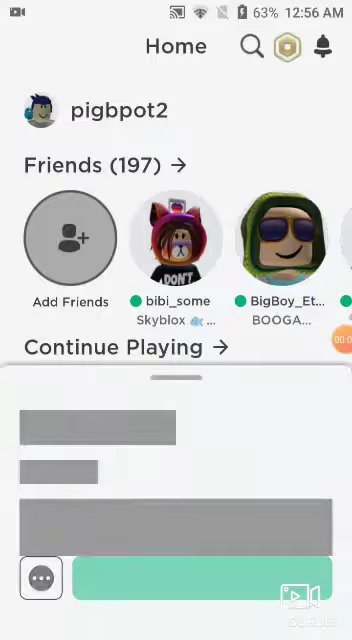 63% 12:56 AM
Home
pigbpot2
Friends (197) →
DON'T
Add Friends
bibi_some
BigBoy_Et...
Skyblox 🐟 ...
BOOGA...
Continue Playing →